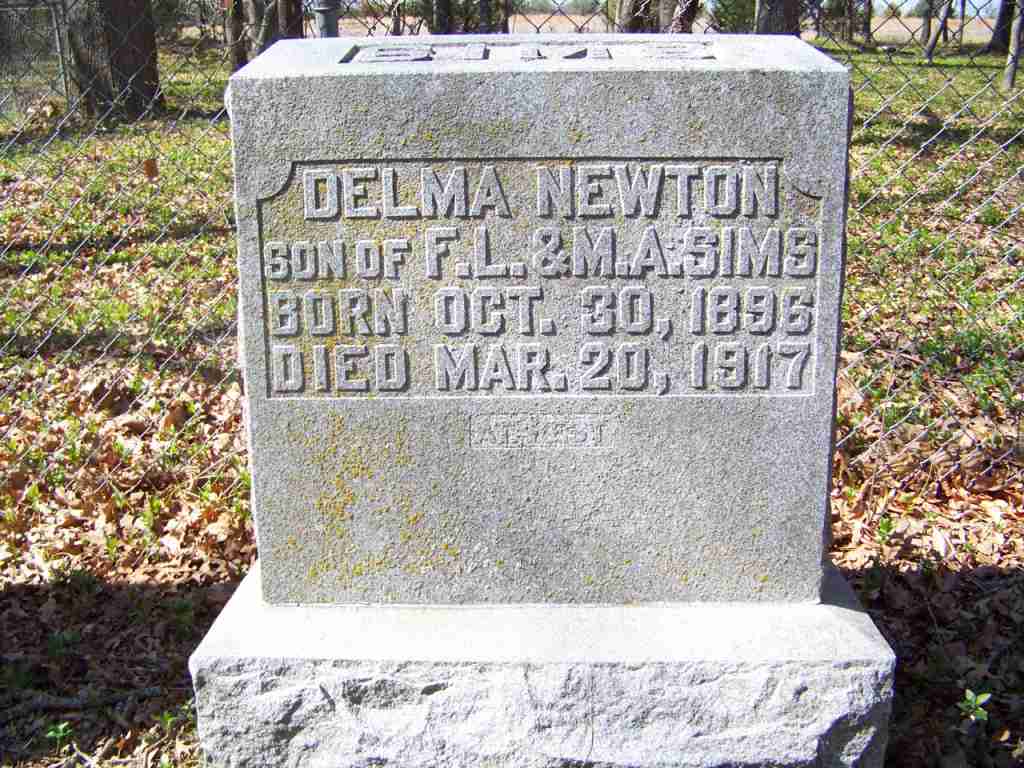 SIMS
DELMA NEWTON
SON OF F.L. & M.A. SIMS
BORN OCT. 30, 1896
DIED MAR. 20, 1917
AT REST